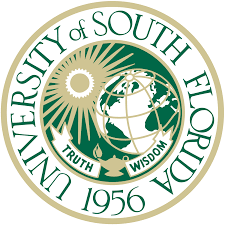 UNIVERSITY of SOUTH FLORIDA
TRUTH WISDOM
1956